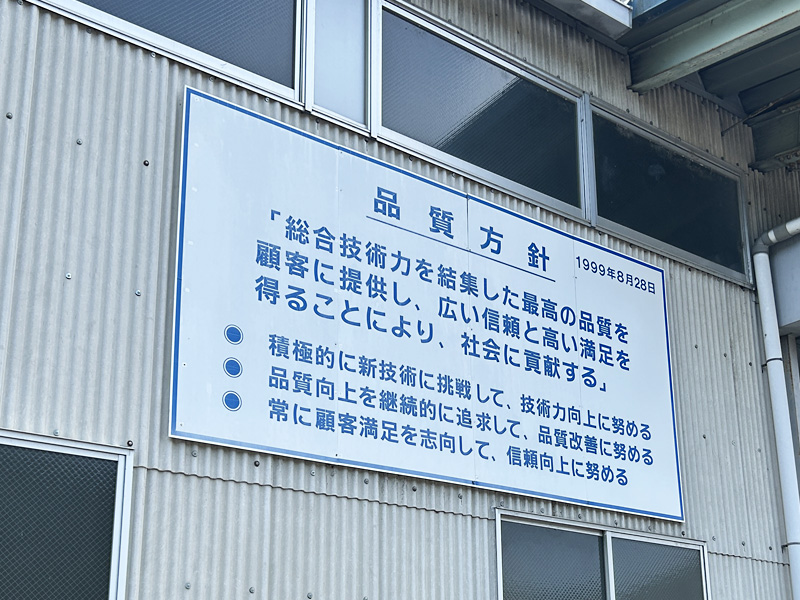 品質方針
1999年8月28日
「総合技術力を結集した最高の品質を
顧客に提供し、広い信頼と高い満足を
得ることにより、社会に貢献する」
◉ 積極的に新技術に挑戦して、技術力向上に努める
◉ 品質向上を継続的に追求して、品質改善に努める
◉ 常に顧客満足を志向して、信頼向上に努める